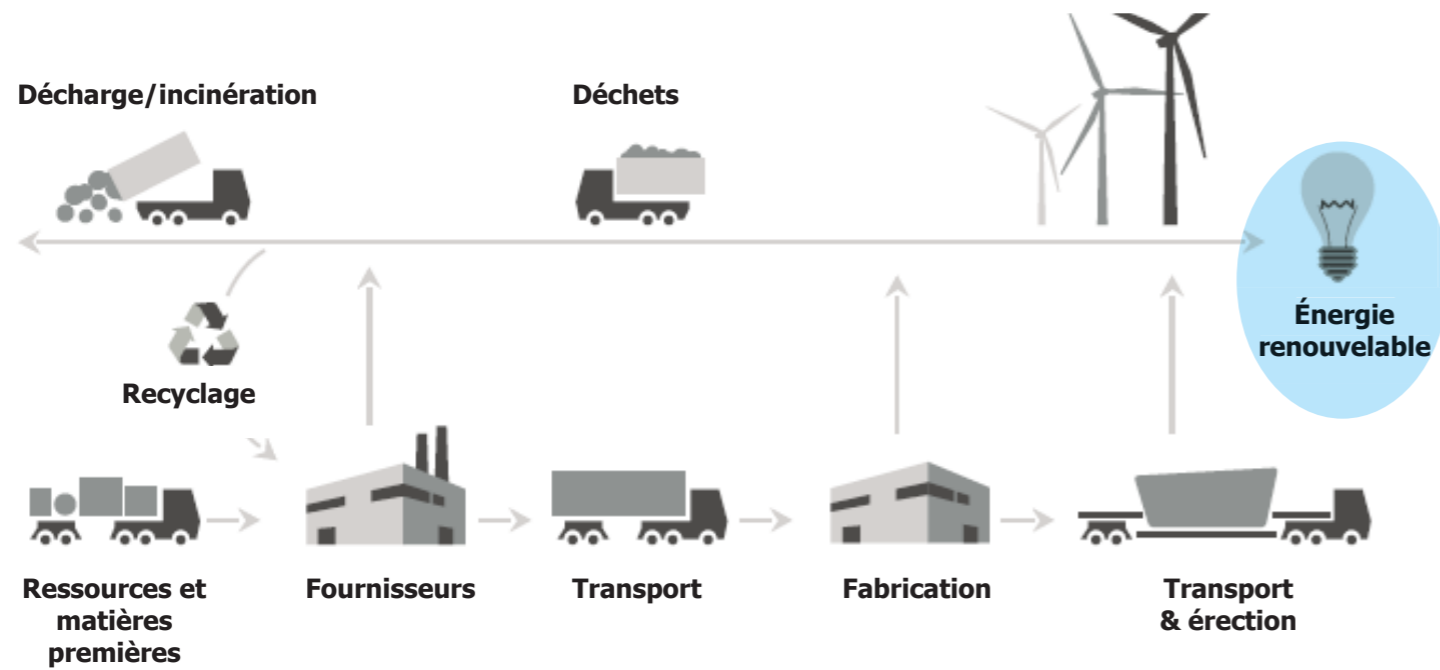 Décharge/incinération
Déchets
Énergie
renouvelable
Recyclage
Ressources et
matières
premières
Fournisseurs
Transport
Fabrication
Transport
& érection